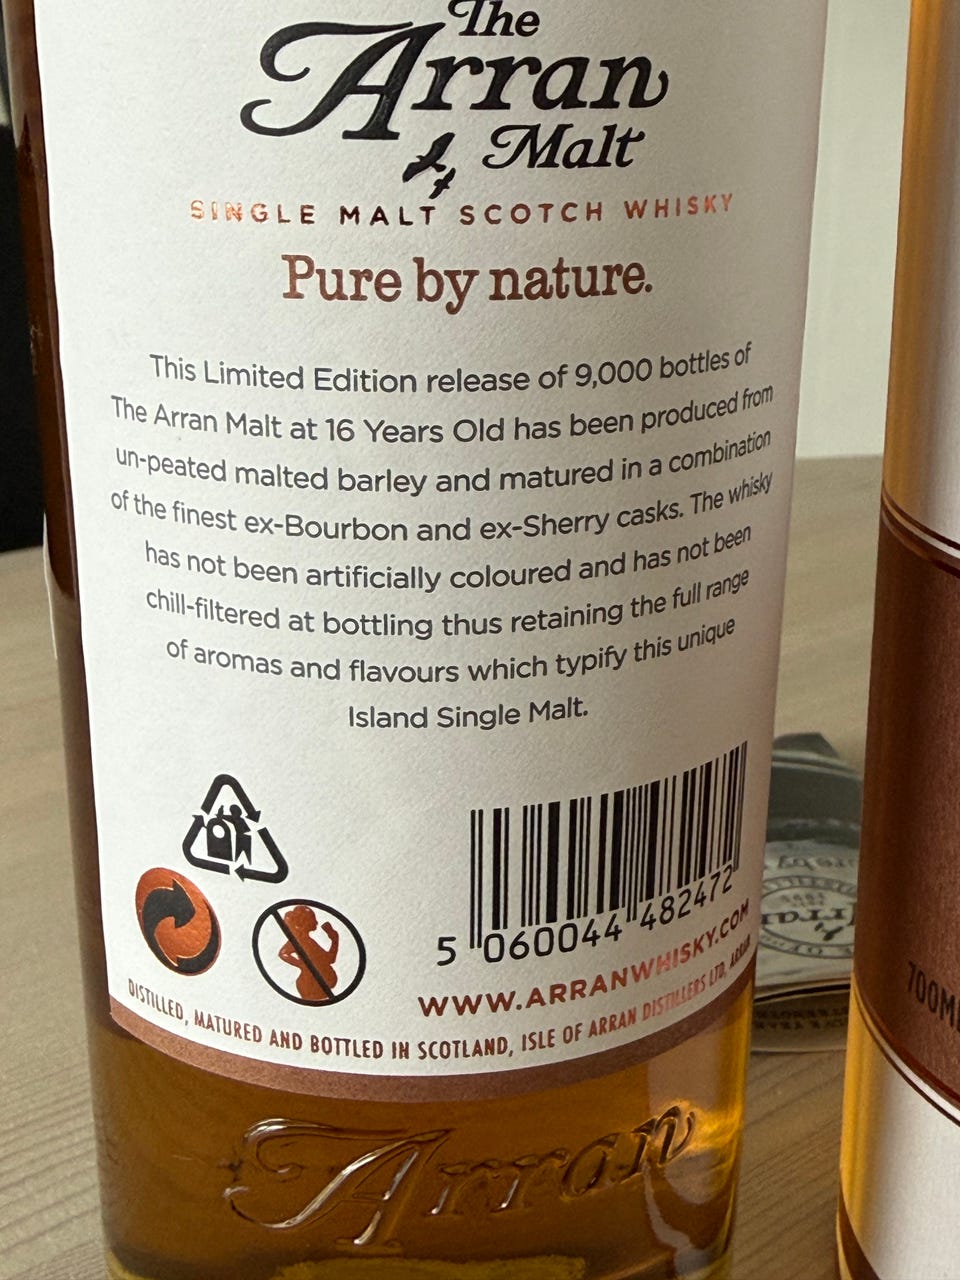 The
Arran
Malt
SINGLE MALT SCOTCH WHISKY
Pure by nature.
This Limited Edition release of 9,000 bottles of
The Arran Malt at 16 Years Old has been produced from
un-peated malted barley and matured in a combination
of the finest ex-Bourbon and ex-Sherry casks. The whisky
has not been artificially coloured and has not been
chill-filtered at bottling thus retaining the full range
of aromas and flavours which typify this unique
Island Single Malt.
5 060044 482472
WWW.ARRANWHISKY.COM
DISTILLED, MATURED AND BOTTLED IN SCOTLAND, ISLE OF ARRAN DISTILLERS LTD, ARRAN
Arran
700M